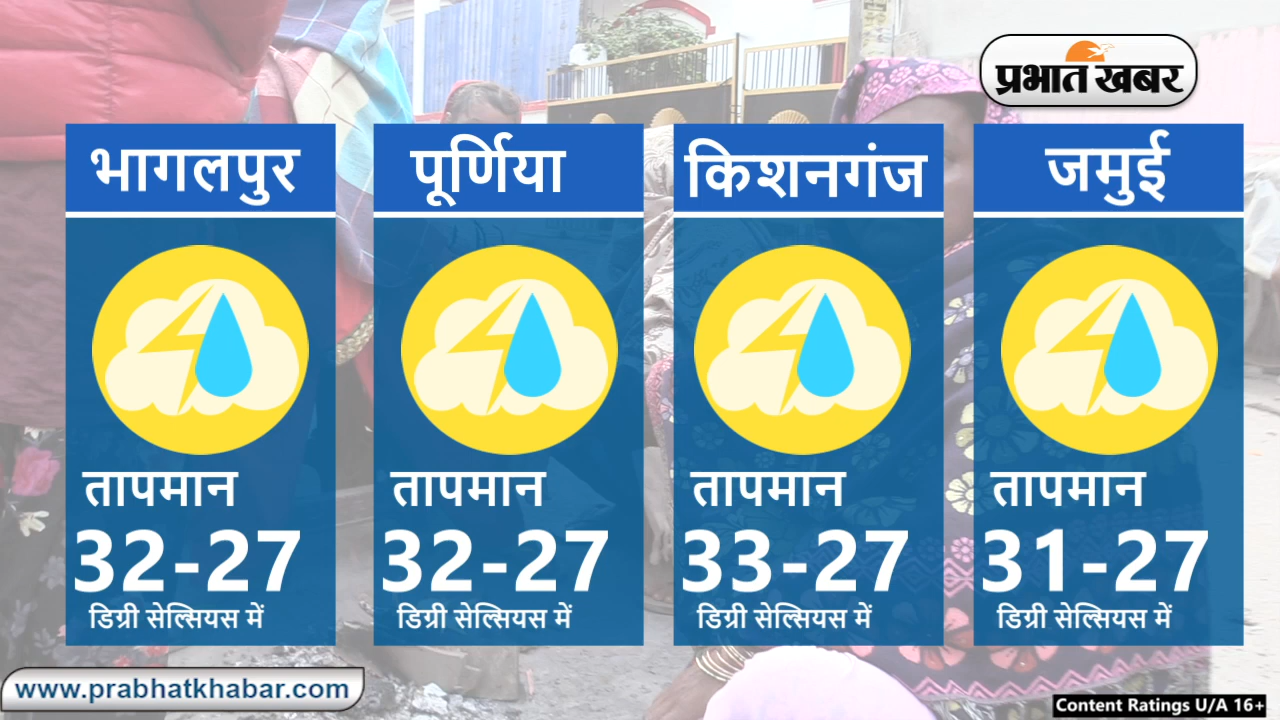 प्रभात खबर
भागलपुर
तापमान
32-27
डिग्री सेल्सियस में
पूर्णिया
तापमान
32-27
डिग्री सेल्सियस में
किशनगंज
तापमान
33-27
डिग्री सेल्सियस में
जमुई
तापमान
31-27
डिग्री सेल्सियस में
www.prabhatkhabar.com
Content Ratings U/A 16+